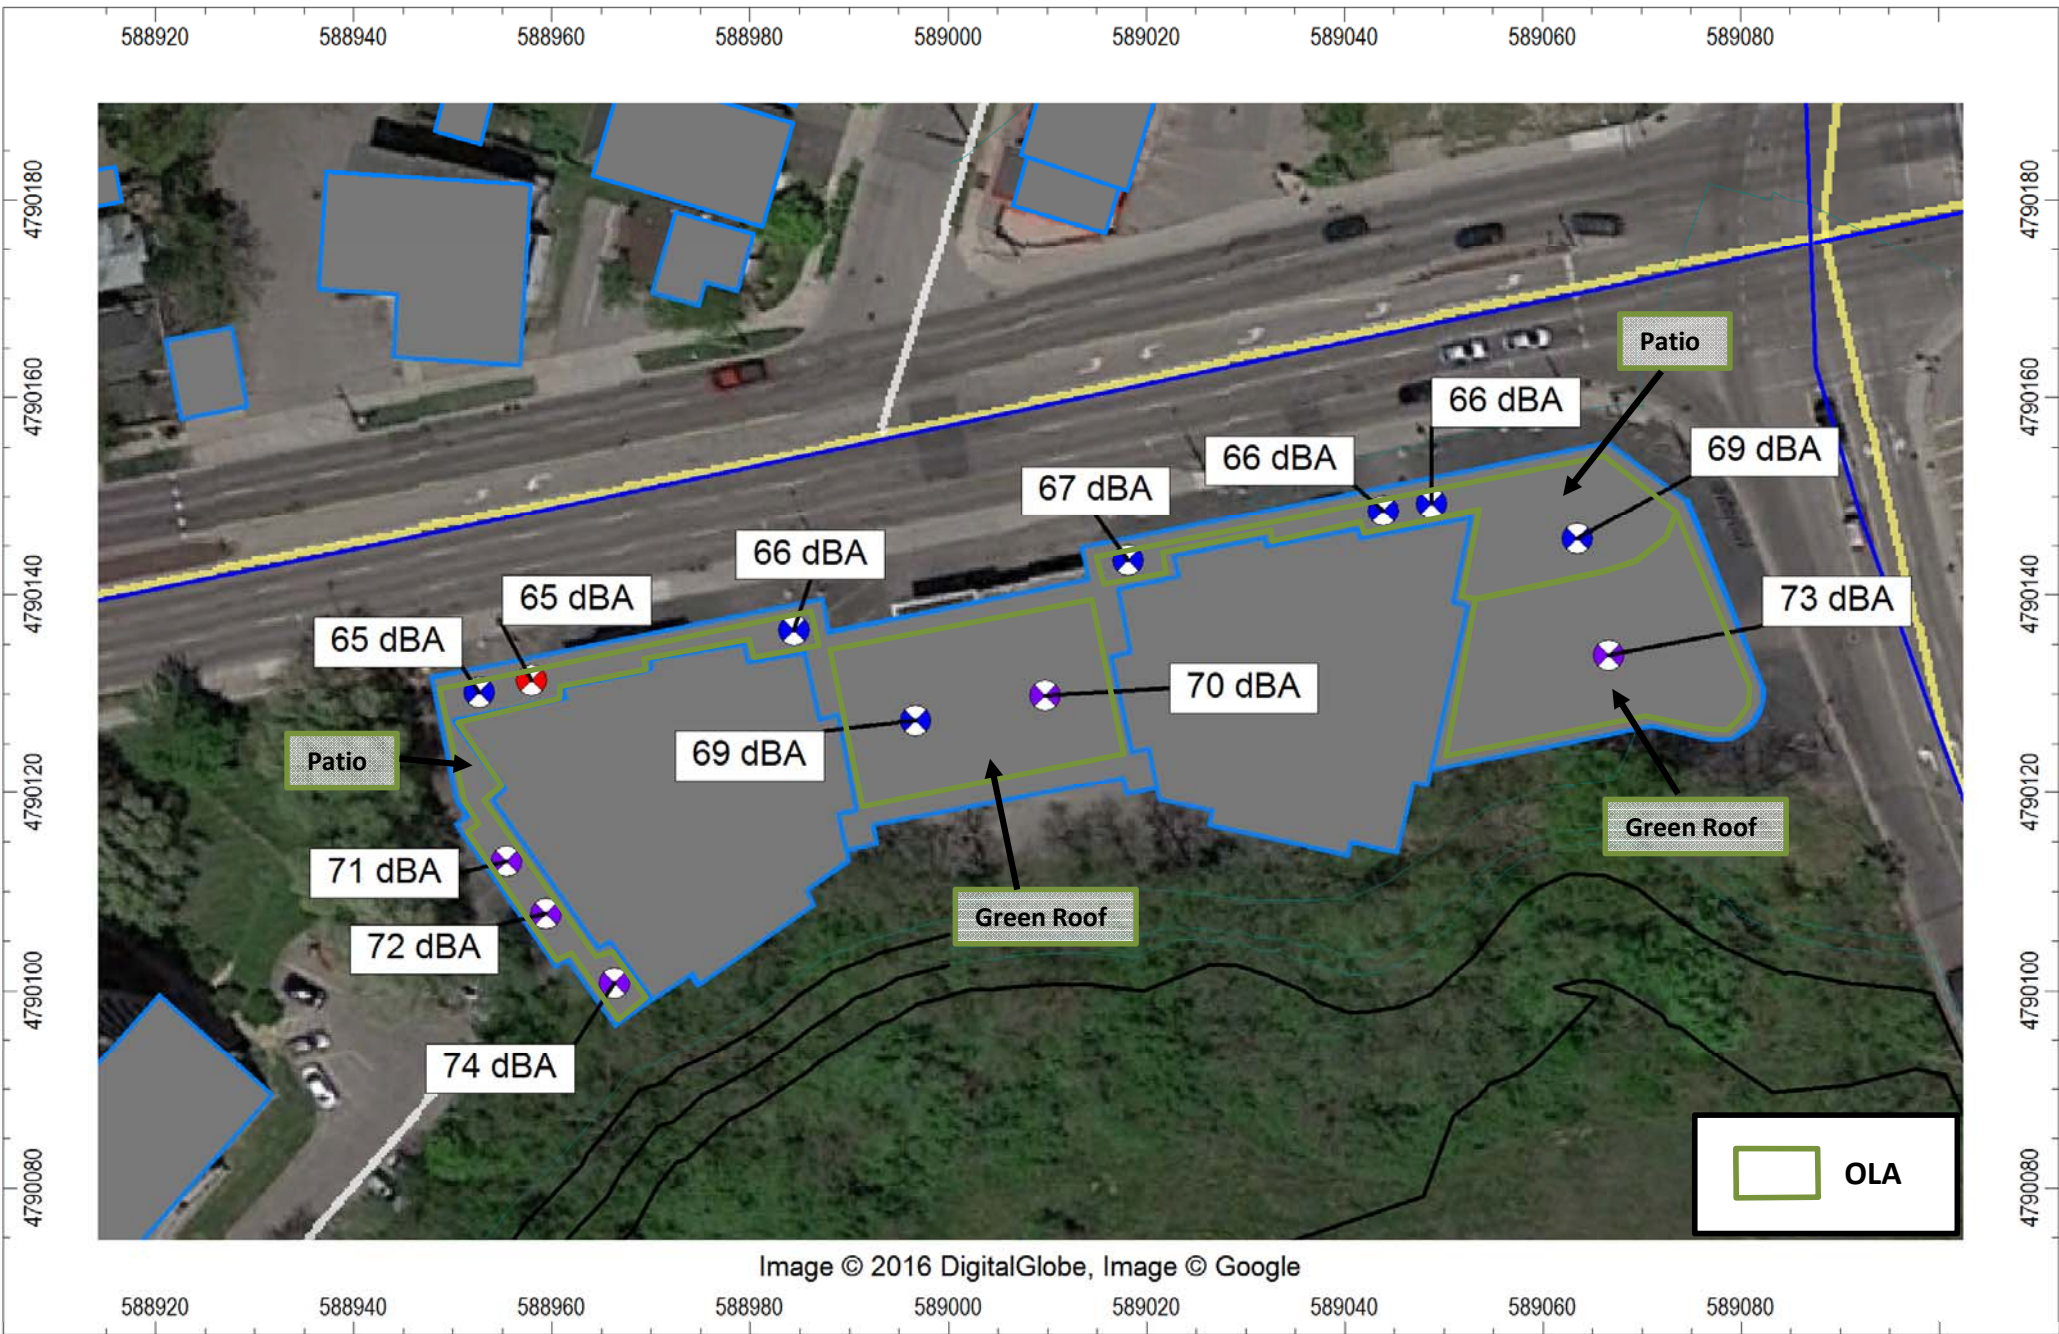 588920 588940 588960 588980 589000 589020 589040 589060 589080
4790180
4790160
4790140
4790120
4790100
4790080
4790180
4790160
4790140
4790120
4790100
4790080
Patio
66 dBA
69 dBA
66 dBA
67 dBA
66 dBA
65 dBA
73 dBA
65 dBA
70 dBA
69 dBA
Patio
Green Roof
71 dBA
Green Roof
72 dBA
74 dBA
OLA
Image © 2016 DigitalGlobe, Image © Google
588920 588940 588960 588980 589000 589020 589040 589060 589080